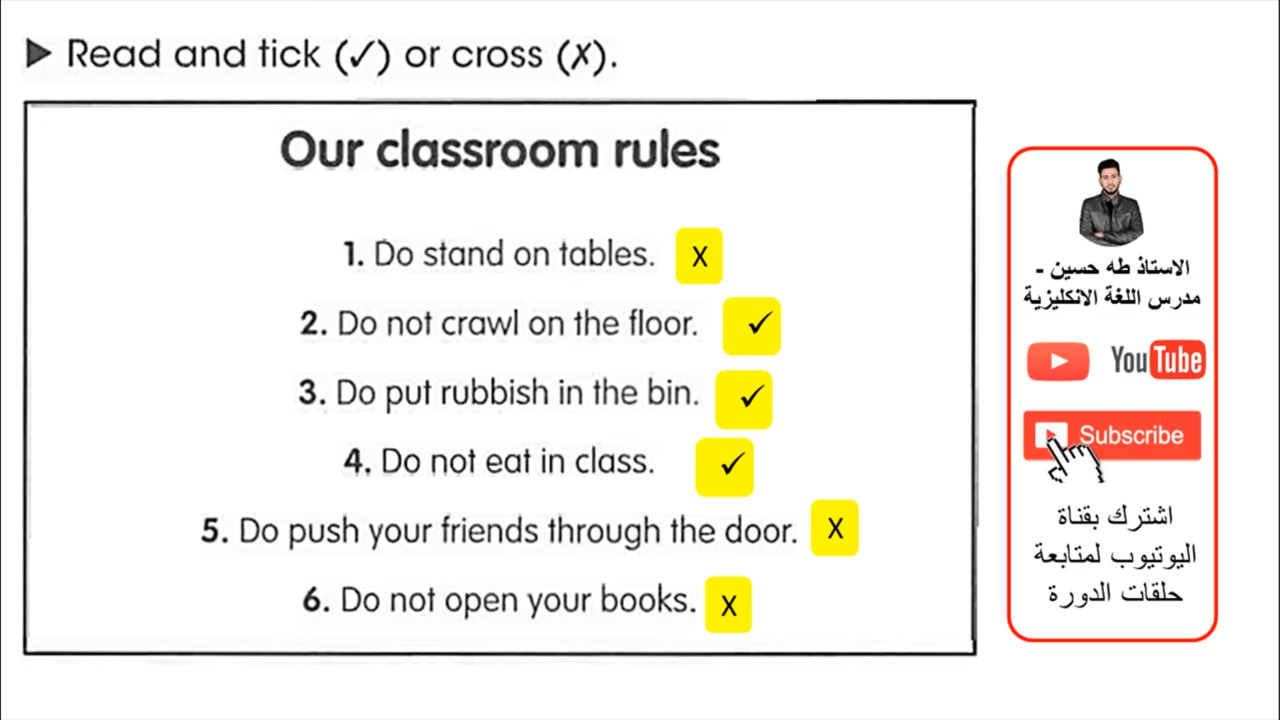 ▶ Read and tick (✓) or cross (✗).
Our classroom rules
1. Do stand on tables. X
2. Do not crawl on the floor. ✓
3. Do put rubbish in the bin. ✓
4. Do not eat in class. ✓
5. Do push your friends through the door. X
6. Do not open your books. X
الاستاذ طه حسين -
مدرس اللغة الانكليزية
YouTube
Subscribe
اشترك بقناة
اليوتيوب لمتابعة
حلقات الدورة